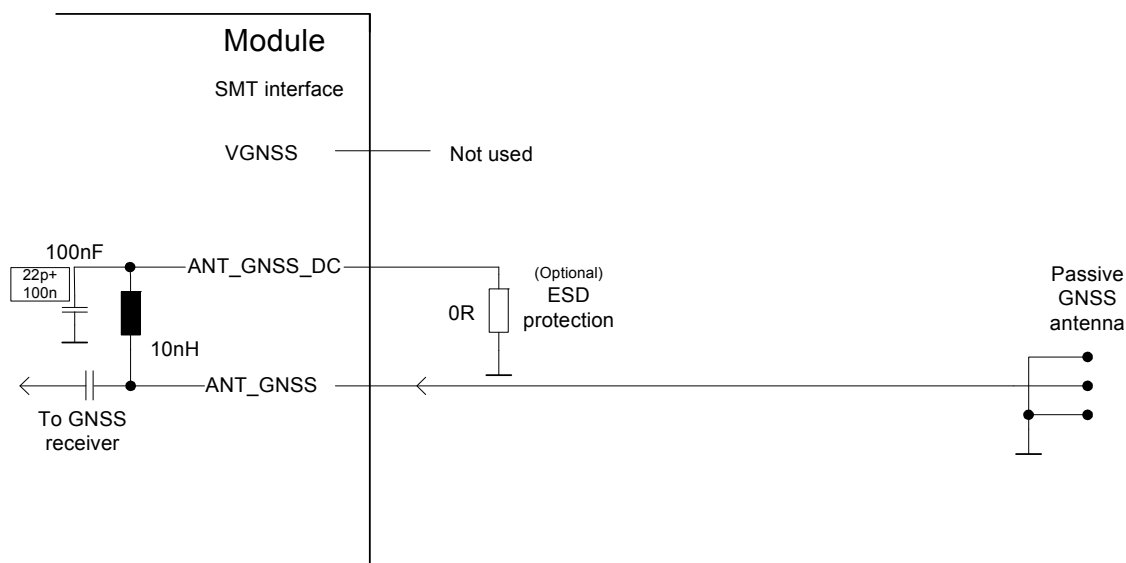 Module
SMT interface
VGNSS
Not used
100nF
22p+
100n
ANT_GNSS_DC
10nH
0R
(Optional)
ESD
protection
Passive
GNSS
antenna
ANT_GNSS
To GNSS
receiver